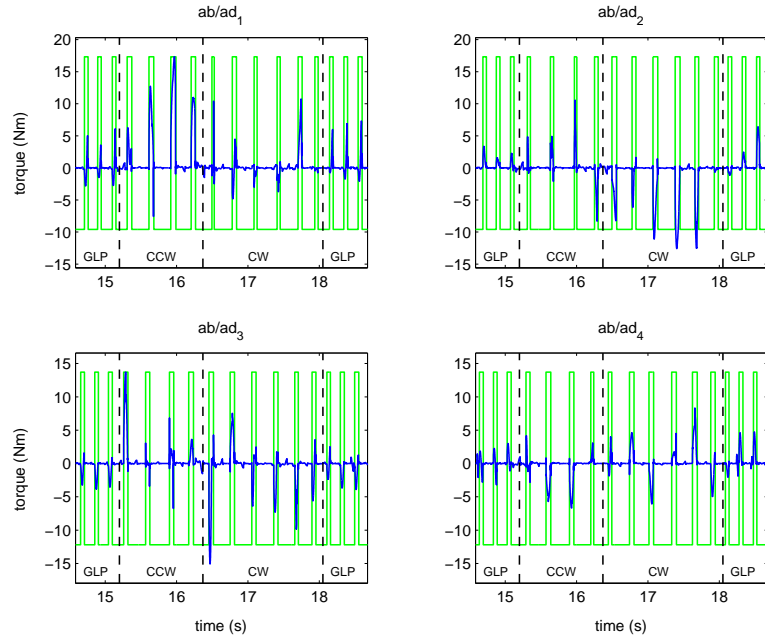 ab/ad1
ab/ad2
20
15
10
5
0
−5
−10
−15
torque (Nm)
GLP
CCW
CW
GLP
15
16
17
18
20
15
10
5
0
−5
−10
−15
GLP
CCW
CW
GLP
15
16
17
18
ab/ad3
ab/ad4
15
10
5
0
−5
−10
−15
torque (Nm)
GLP
CCW
CW
GLP
15
16
17
18
time (s)
15
10
5
0
−5
−10
−15
GLP
CCW
CW
GLP
15
16
17
18
time (s)